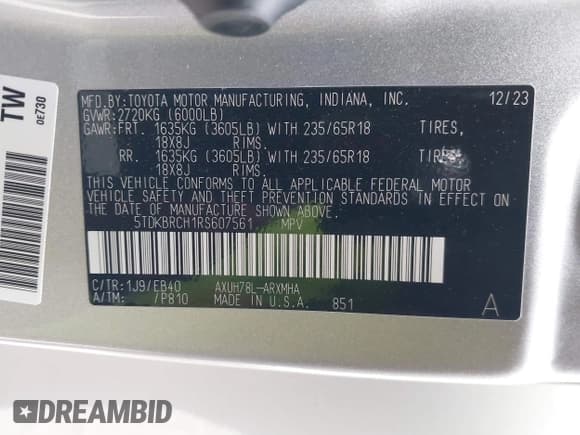 TW
0E730
MFD.BY:TOYOTA MOTOR MANUFACTURING, INDIANA, INC. 12/23
GVWR:2720KG (6000LB)
GAWR:FRT. 1635KG (3605LB) WITH 235/65R18 TIRES,
18X8J RIMS.
RR. 1635KG (3605LB) WITH 235/65R18 TIRES,
18X8J RIMS.
THIS VEHICLE CONFORMS TO ALL APPLICABLE FEDERAL MOTOR
VEHICLE SAFETY AND THEFT PREVENTION STANDARDS IN EFFECT
ON THE DATE OF MANUFACTURE SHOWN ABOVE.
5TDKBRCH1RS607561 MPV
C/TR:1J9/EB40 AXUH78L-ARXMHA
A/TM: /P810 MADE IN U.S.A. 851 A
DREAMBID